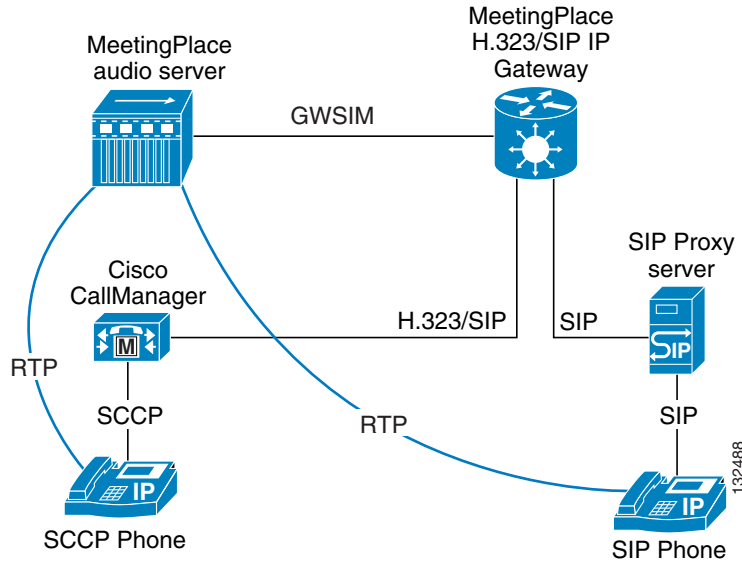 MeetingPlace
audio server
MeetingPlace
H.323/SIP IP
Gateway
GWSIM
SIP Proxy
server
Cisco
CallManager
H.323/SIP
SIP
M
SIP
RTP
SCCP
RTP
SIP
IP
IP
SCCP Phone
SIP Phone
132488